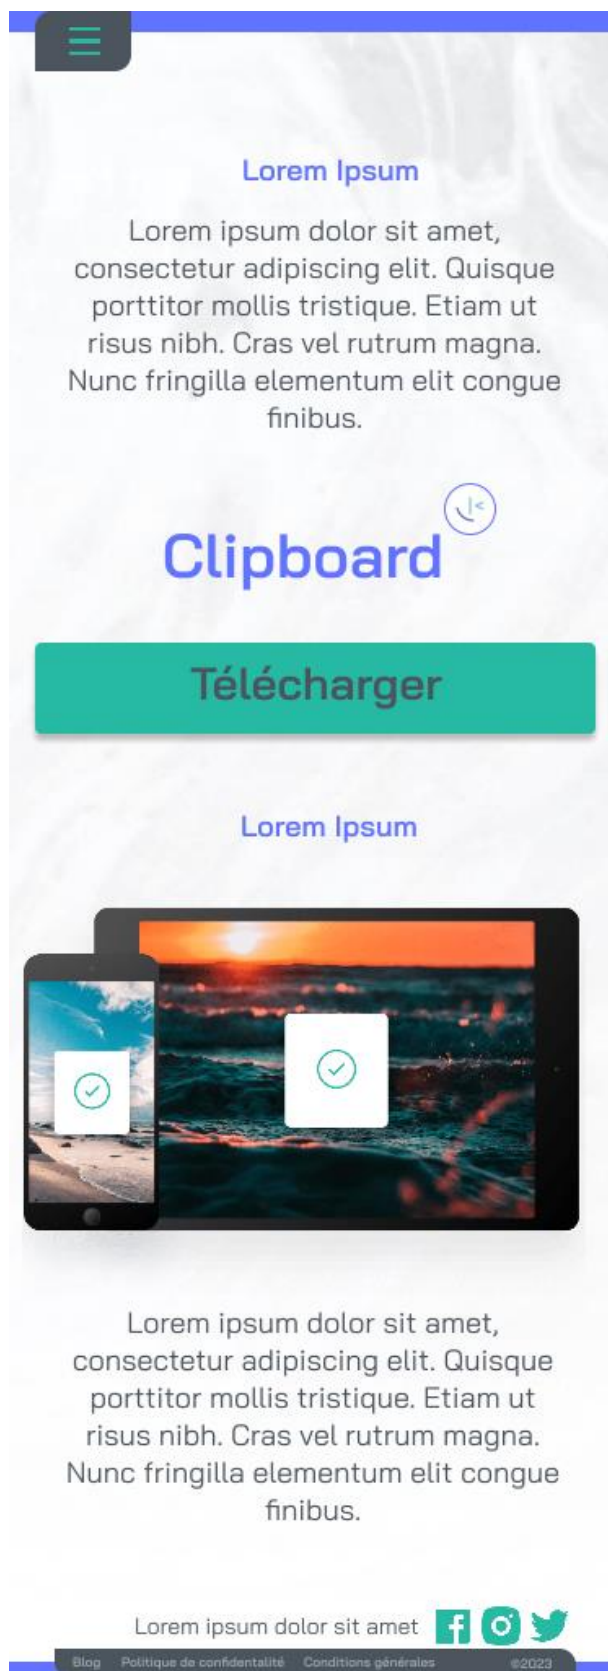 Lorem Ipsum
Lorem ipsum dolor sit amet,
consectetur adipiscing elit. Quisque
porttitor mollis tristique. Etiam ut
risus nibh. Cras vel rutrum magna.
Nunc fringilla elementum elit congue
finibus.
Clipboard
Télécharger
Lorem Ipsum
Lorem ipsum dolor sit amet,
consectetur adipiscing elit. Quisque
porttitor mollis tristique. Etiam ut
risus nibh. Cras vel rutrum magna.
Nunc fringilla elementum elit congue
finibus.
Lorem ipsum dolor sit amet
Blog Politique de confidentalité Conditions générales ©2023